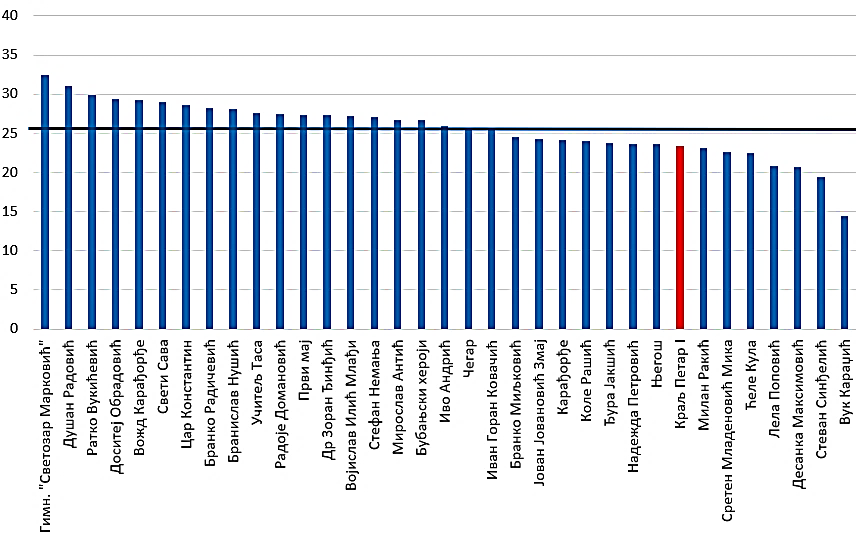 40
35
30
25
20
15
10
5
0
Гимн. "Светозар Марковић"
Душан Радовић
Ратко Вукићевић
Доситеј Обрадовић
Вожд Карађорђе
Свети Сава
Цар Константин
Бранко Радичевић
Бранислав Нушић
Учитељ Таса
Радоје Домановић
Први мај
Др Зоран Ђинђић
Војислав Илић Млађи
Стефан Немања
Мирослав Антић
Бубањски хероји
Иво Андрић
Чегар
Иван Горан Ковачић
Бранко Миљковић
Јован Јовановић Змај
Карађорђе
Коле Рашић
Ђура Јакшић
Надежда Петровић
Његош
Краљ Петар I
Милан Ракић
Сретен Младеновић Мика
Ћеле Кула
Лела Поповић
Десанка Максимовић
Стеван Синђелић
Вук Караџић